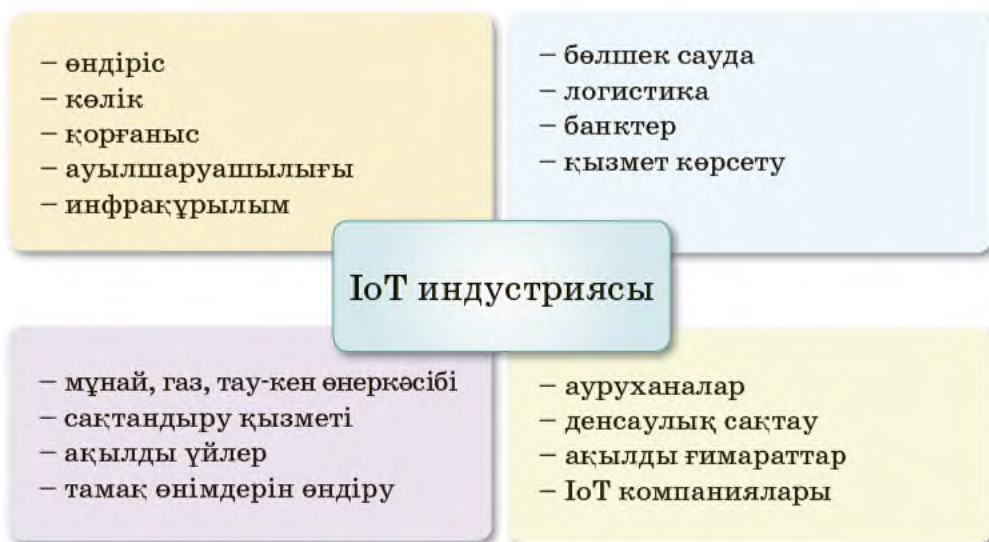 – өндіріс
– көлік
– қорғаныс
– ауылшаруашылығы
– инфрақұрылым
– бөлшек сауда
– логистика
– банктер
– қызмет көрсету
IoT индустриясы
– мұнай, газ, тау-кен өнеркәсібі
– сақтандыру қызметі
– ақылды үйлер
– тамақ өнімдерін өндіру
– ауруханалар
– денсаулық сақтау
– ақылды ғимараттар
– IoT компаниялары